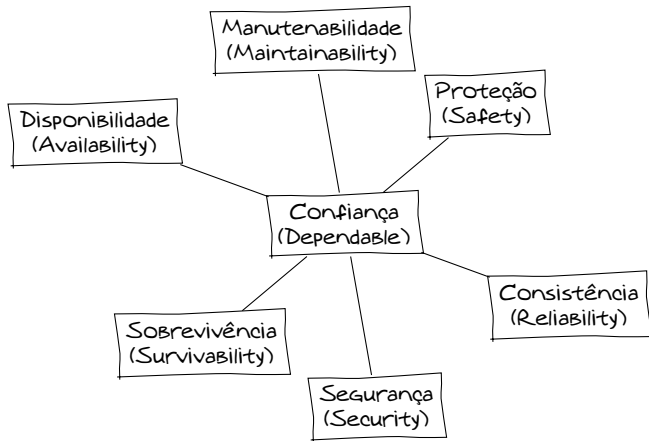 Manutenabilidade
(Maintainability)
Proteção
(Safety)
Disponibilidade
(Availability)
Confiança
(Dependable)
Consistência
(Reliability)
Sobrevivência
(Survivability)
Segurança
(Security)